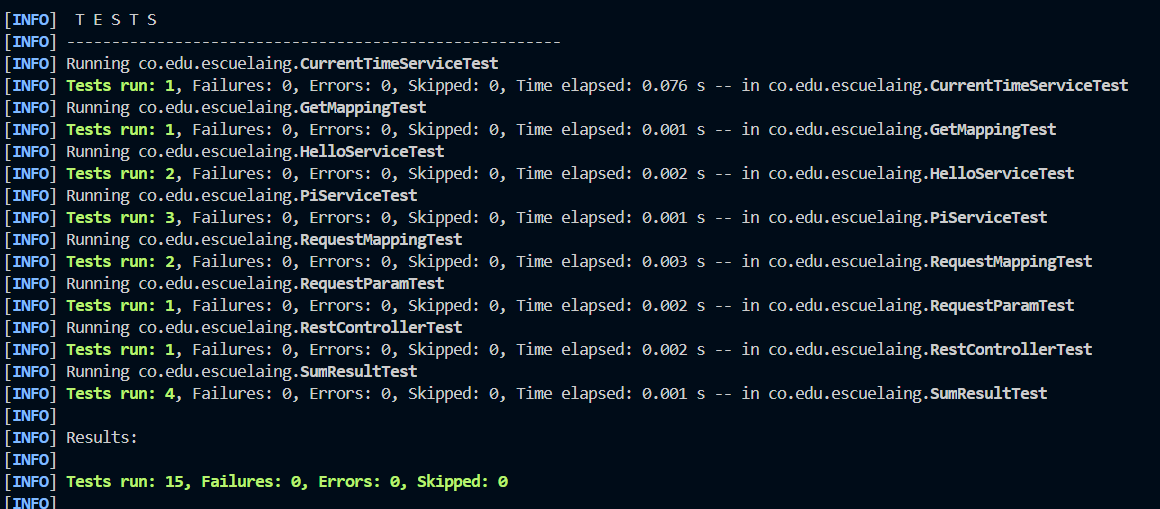 [INFO]  T E S T S
[INFO] -------------------------------------------------------
[INFO] Running co.edu.escuelaing.CurrentTimeServiceTest
[INFO] Tests run: 1, Failures: 0, Errors: 0, Skipped: 0, Time elapsed: 0.076 s -- in co.edu.escuelaing.CurrentTimeServiceTest
[INFO] Running co.edu.escuelaing.GetMappingTest
[INFO] Tests run: 1, Failures: 0, Errors: 0, Skipped: 0, Time elapsed: 0.001 s -- in co.edu.escuelaing.GetMappingTest
[INFO] Running co.edu.escuelaing.HelloServiceTest
[INFO] Tests run: 2, Failures: 0, Errors: 0, Skipped: 0, Time elapsed: 0.002 s -- in co.edu.escuelaing.HelloServiceTest
[INFO] Running co.edu.escuelaing.PiServiceTest
[INFO] Tests run: 3, Failures: 0, Errors: 0, Skipped: 0, Time elapsed: 0.001 s -- in co.edu.escuelaing.PiServiceTest
[INFO] Running co.edu.escuelaing.RequestMappingTest
[INFO] Tests run: 2, Failures: 0, Errors: 0, Skipped: 0, Time elapsed: 0.003 s -- in co.edu.escuelaing.RequestMappingTest
[INFO] Running co.edu.escuelaing.RequestParamTest
[INFO] Tests run: 1, Failures: 0, Errors: 0, Skipped: 0, Time elapsed: 0.002 s -- in co.edu.escuelaing.RequestParamTest
[INFO] Running co.edu.escuelaing.RestControllerTest
[INFO] Tests run: 1, Failures: 0, Errors: 0, Skipped: 0, Time elapsed: 0.002 s -- in co.edu.escuelaing.RestControllerTest
[INFO] Running co.edu.escuelaing.SumResultTest
[INFO] Tests run: 4, Failures: 0, Errors: 0, Skipped: 0, Time elapsed: 0.001 s -- in co.edu.escuelaing.SumResultTest
[INFO]
[INFO] Results:
[INFO]
[INFO] Tests run: 15, Failures: 0, Errors: 0, Skipped: 0
[INFO]